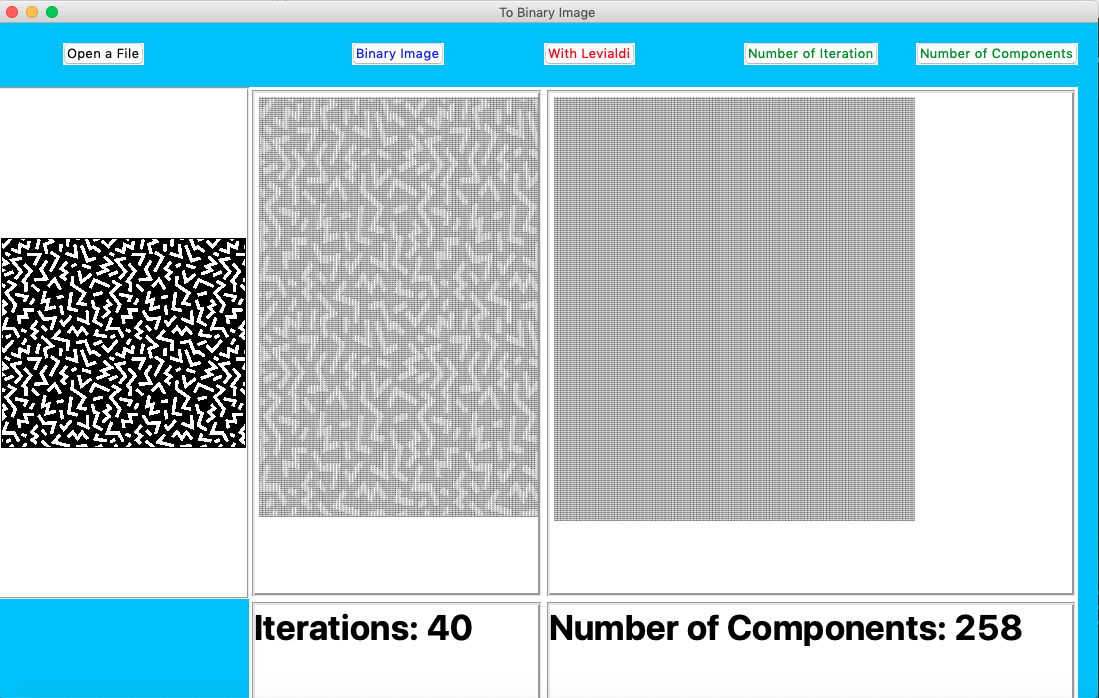 To Binary Image
Open a File
Binary Image
With Levialdi
Number of Iteration
Number of Components
Iterations: 40
Number of Components: 258